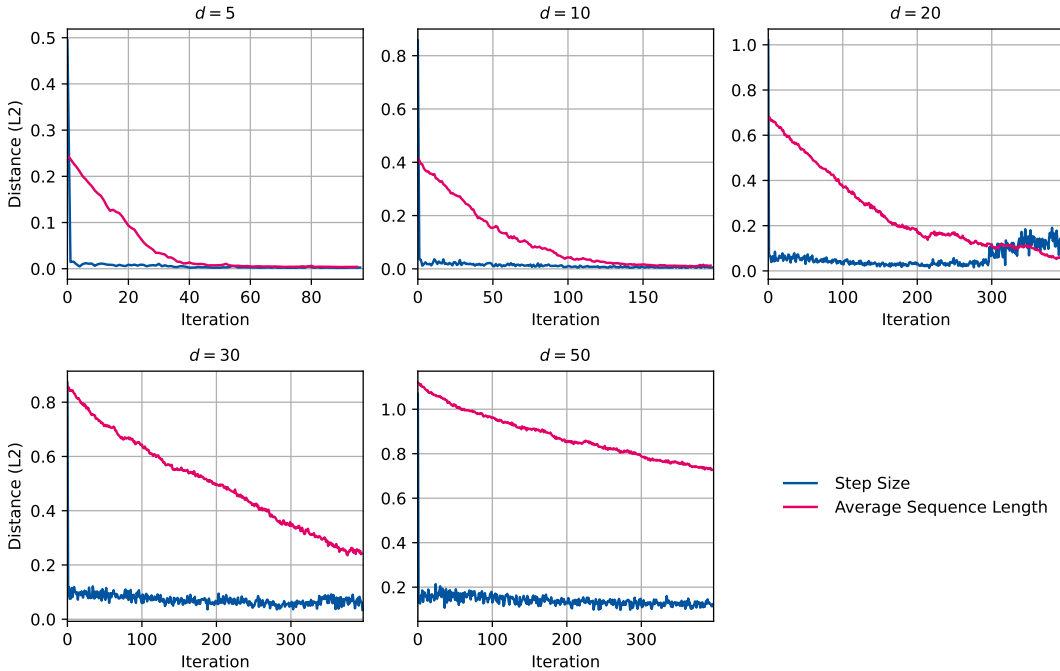 d = 5
0.5
0.4
0.3
0.2
0.1
0.0
Distance (L2)
0 20 40 60 80
Iteration
d = 10
0.8
0.6
0.4
0.2
0.0
0 50 100 150
Iteration
d = 20
1.0
0.8
0.6
0.4
0.2
0.0
0 100 200 300
Iteration
d = 30
0.8
0.6
0.4
0.2
0.0
Distance (L2)
0 100 200 300
Iteration
d = 50
1.0
0.8
0.6
0.4
0.2
0 100 200 300
Iteration
Step Size
Average Sequence Length